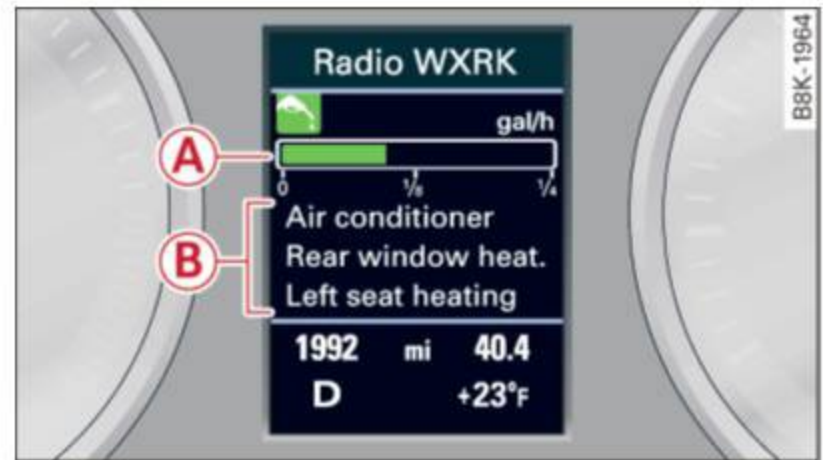 Radio WXRK
gal/h
A
0 1/8 1/4
B
Air conditioner
Rear window heat.
Left seat heating
1992 mi 40.4
D +23°F
B8K-1964